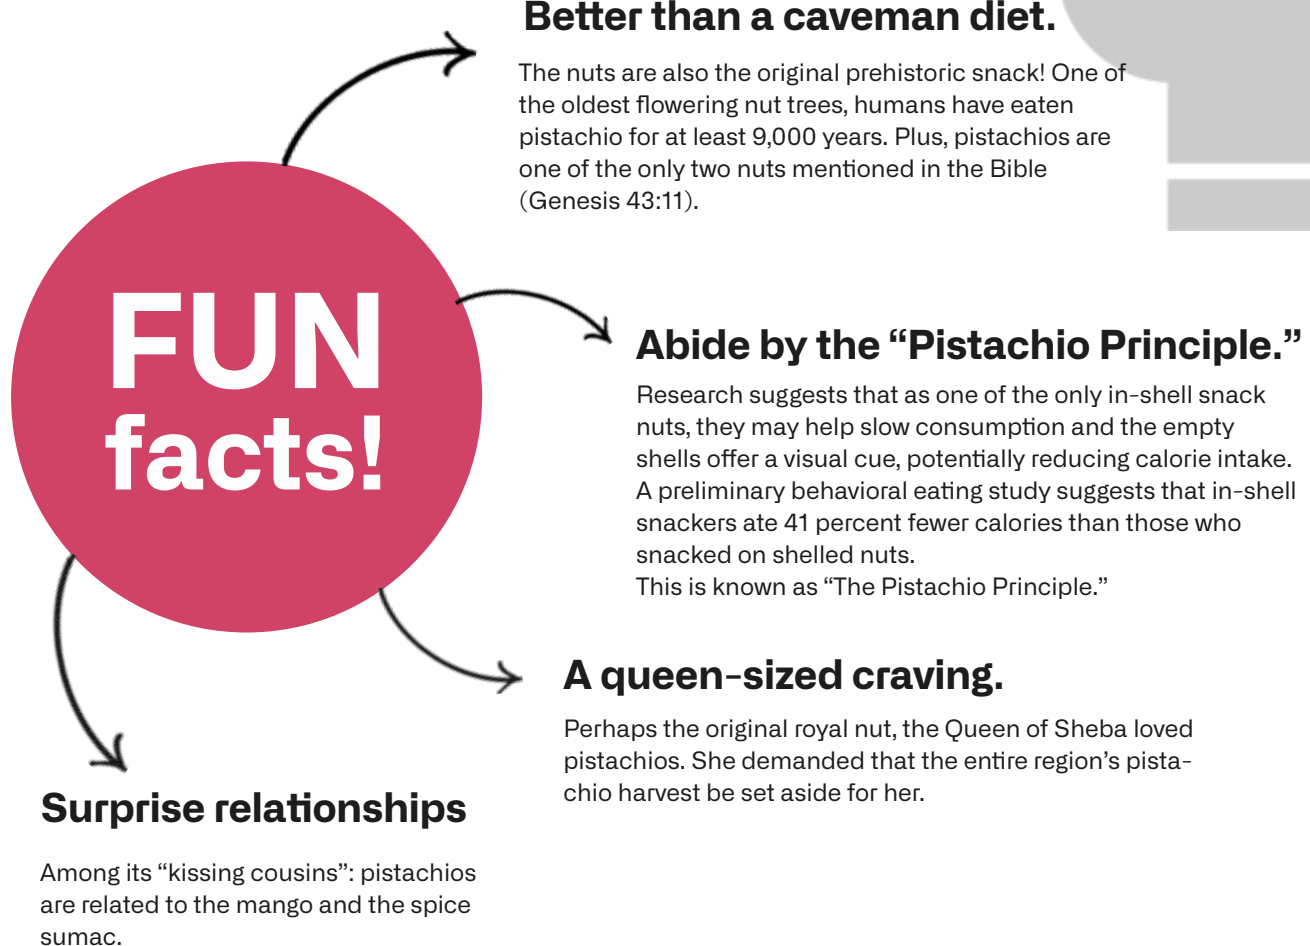 Better than a caveman diet.
The nuts are also the original prehistoric snack! One of
the oldest flowering nut trees, humans have eaten
pistachio for at least 9,000 years. Plus, pistachios are
one of the only two nuts mentioned in the Bible
(Genesis 43:11).
FUN
facts!
Abide by the “Pistachio Principle.”
Research suggests that as one of the only in-shell snack
nuts, they may help slow consumption and the empty
shells offer a visual cue, potentially reducing calorie intake.
A preliminary behavioral eating study suggests that in-shell
snackers ate 41 percent fewer calories than those who
snacked on shelled nuts.
This is known as “The Pistachio Principle.”
A queen-sized craving.
Perhaps the original royal nut, the Queen of Sheba loved
pistachios. She demanded that the entire region’s pista-
chio harvest be set aside for her.
Surprise relationships
Among its “kissing cousins”: pistachios
are related to the mango and the spice
sumac.